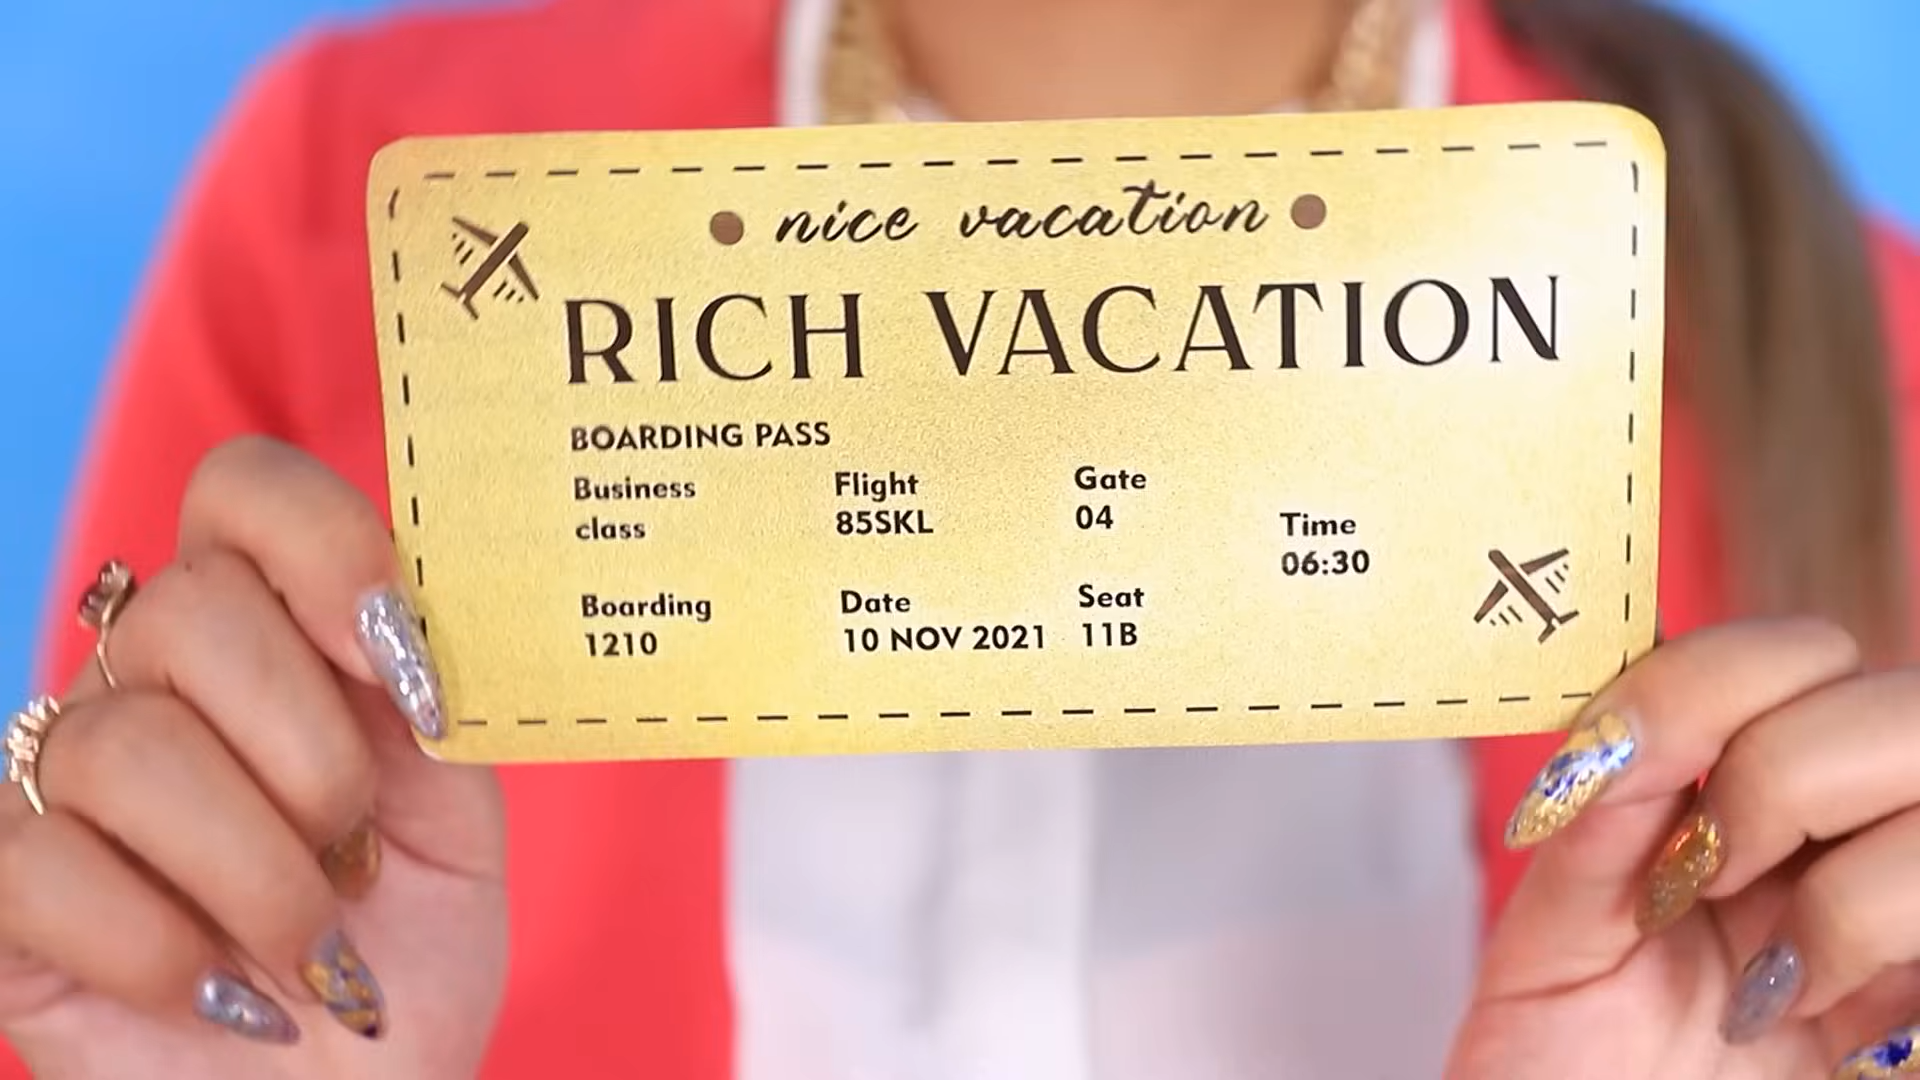 nice vacation
RICH VACATION
BOARDING PASS
Business class
Flight
85SKL
Gate
04
Time
06:30
Boarding
1210
Date
10 NOV 2021
Seat
11B